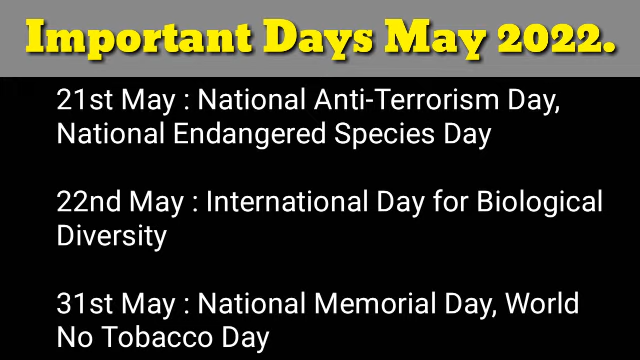 Important Days May 2022.
21st May : National Anti-Terrorism Day,
National Endangered Species Day
22nd May : International Day for Biological
Diversity
31st May : National Memorial Day, World
No Tobacco Day